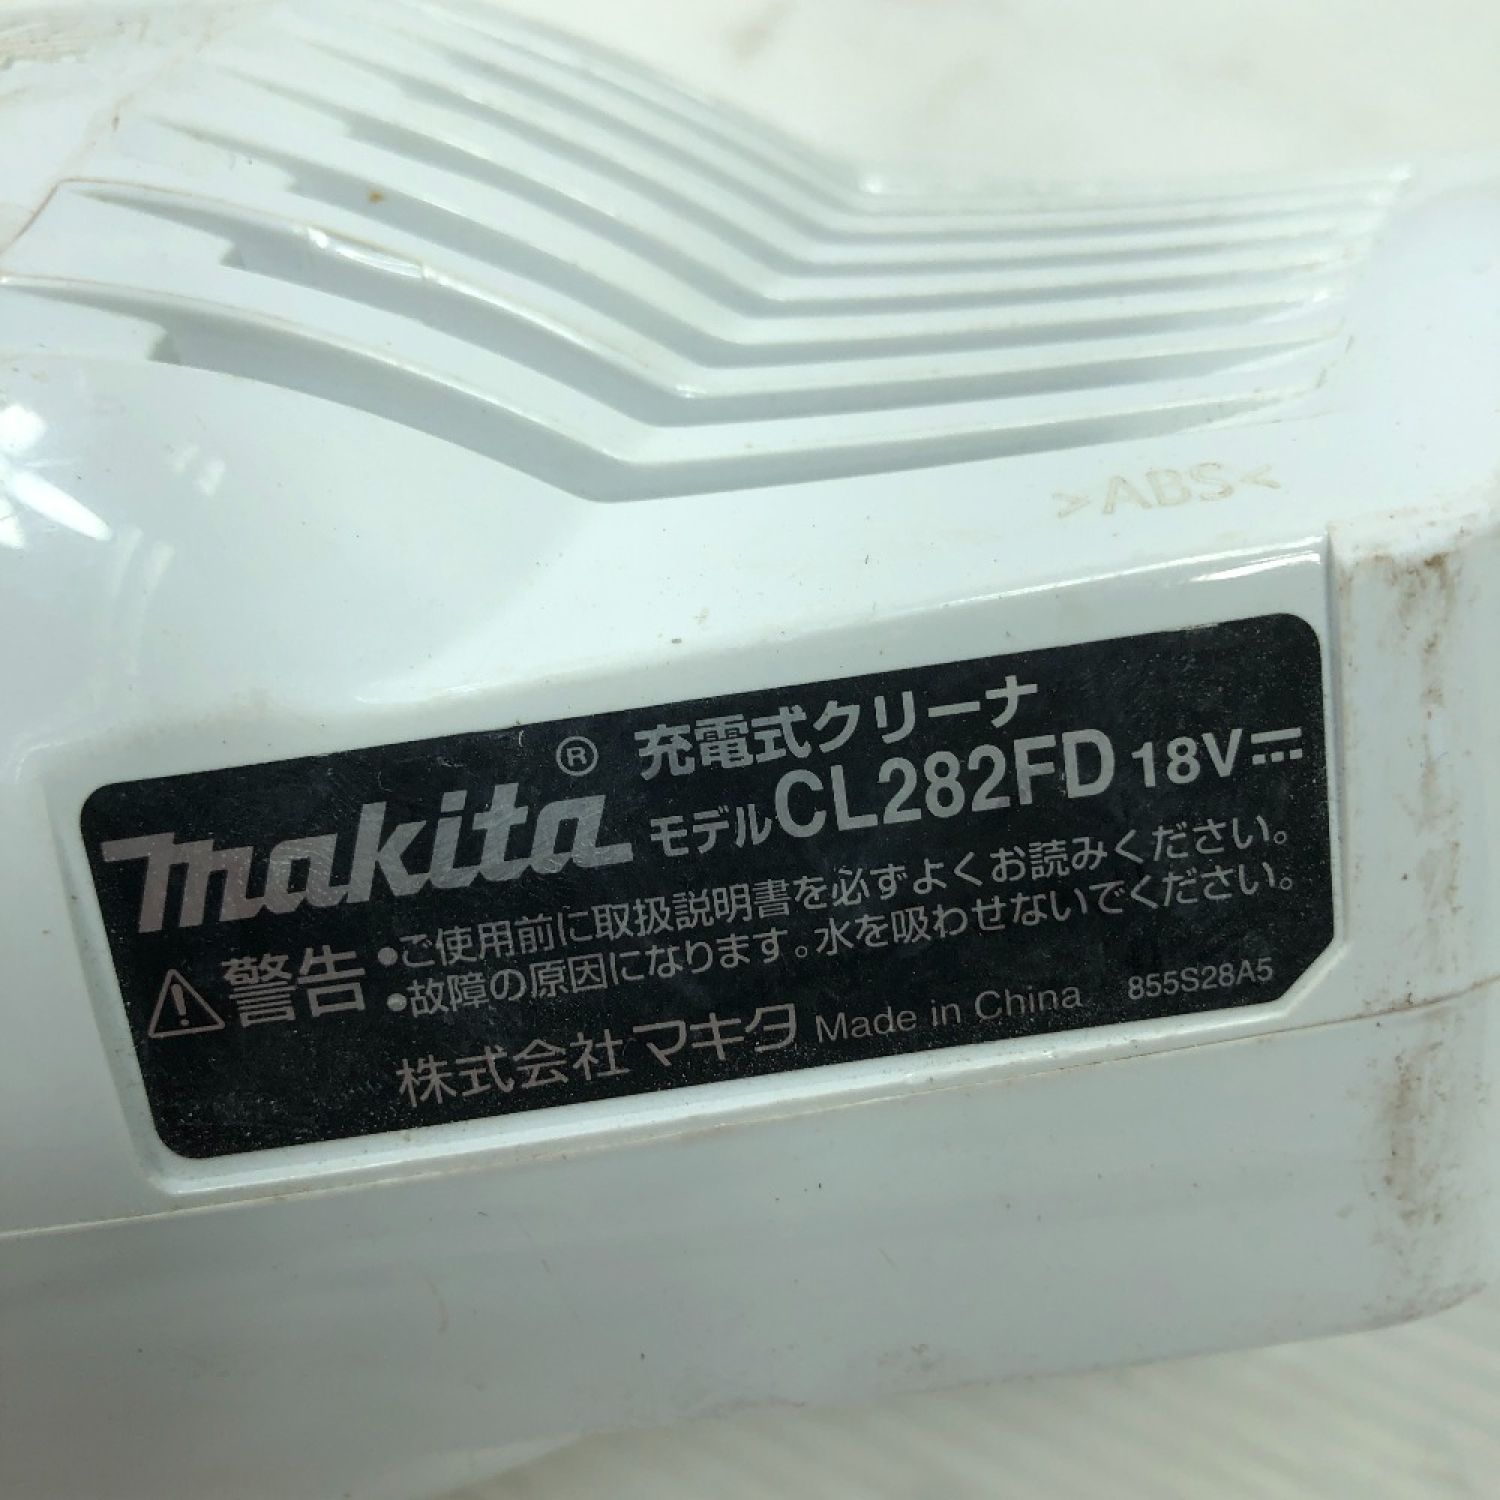 >ABS<
makita® 充電式クリーナ
モデルCL282FD 18V⎓
警告 •ご使用前に取扱説明書を必ずよくお読みください。
•故障の原因になります。水を吸わせないでください。
株式会社マキタ Made in China 855S28A5